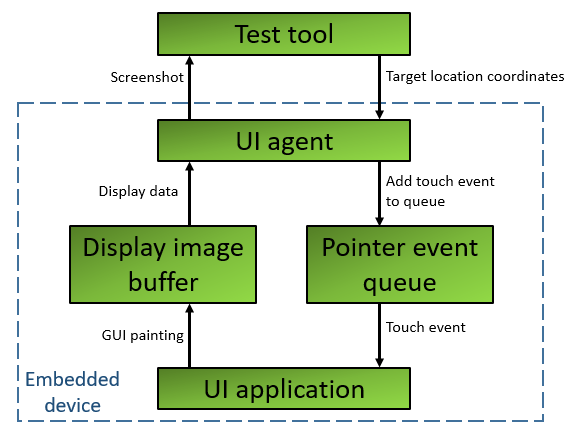 Test tool
Screenshot
Target location coordinates
UI agent
Display data
Add touch event
to queue
Display image
buffer
Pointer event
queue
GUI painting
Touch event
UI application
Embedded
device